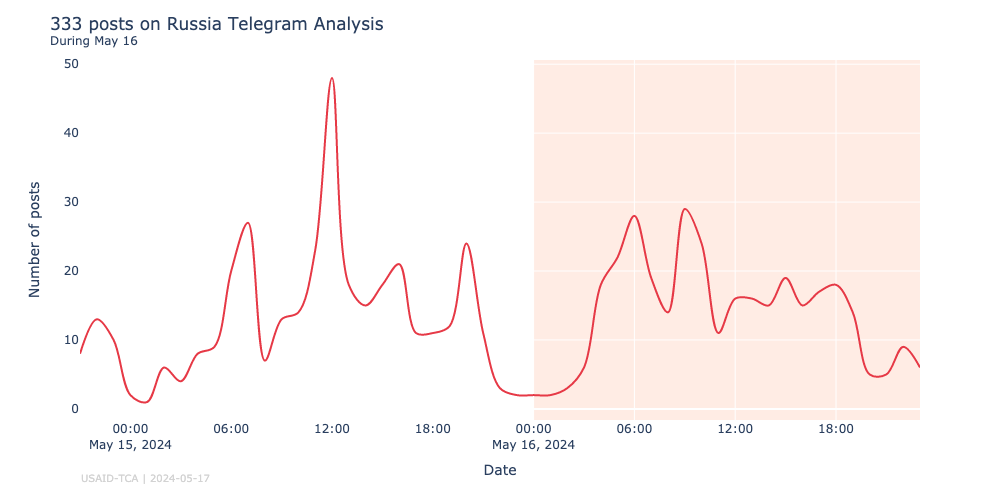 333 posts on Russia Telegram Analysis
During May 16
50
40
30
20
10
0
Number of posts
00:00
May 15, 2024
06:00
12:00
18:00
00:00
May 16, 2024
06:00
12:00
18:00
Date
USAID-TCA | 2024-05-17